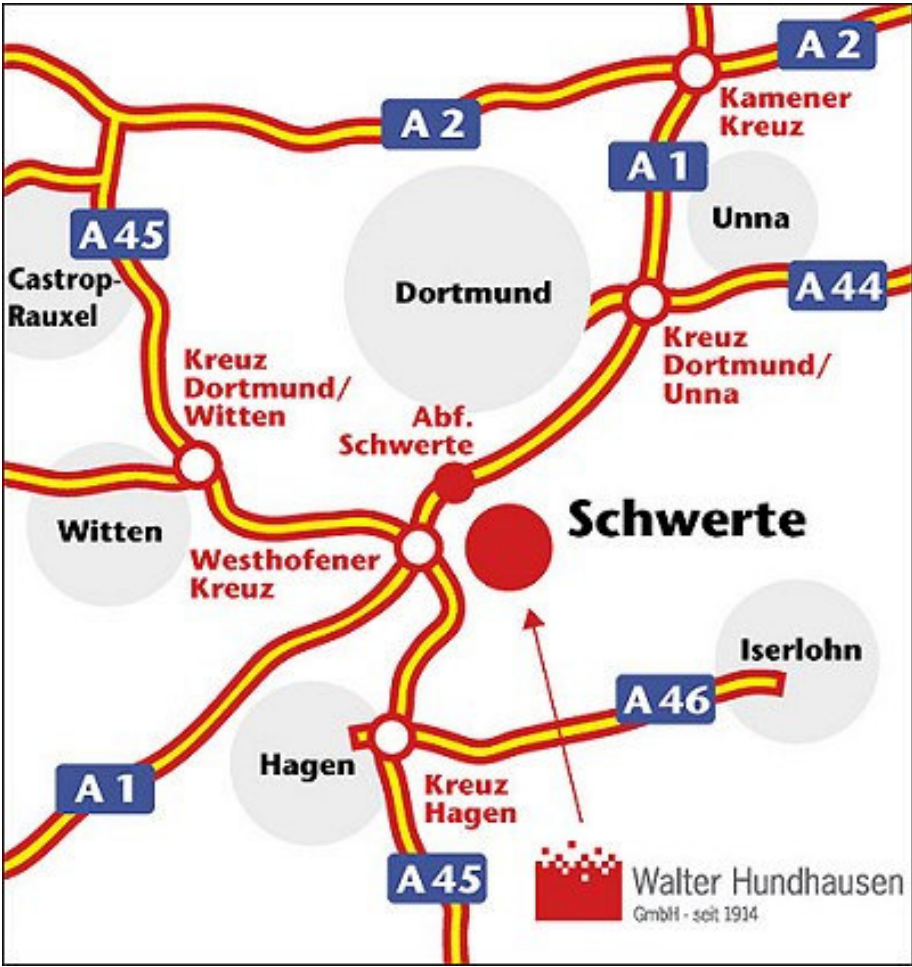 A 2
A 2
Kamener
Kreuz
A 1
Unna
A 45
Castrop-
Rauxel
Dortmund
A 44
Kreuz
Dortmund/
Unna
Kreuz
Dortmund/
Witten
Abf.
Schwerte
Schwerte
Witten
Westhofener
Kreuz
Iserlohn
A 46
Hagen
A 1
Kreuz
Hagen
A 45
Walter Hundhausen
GmbH - seit 1914